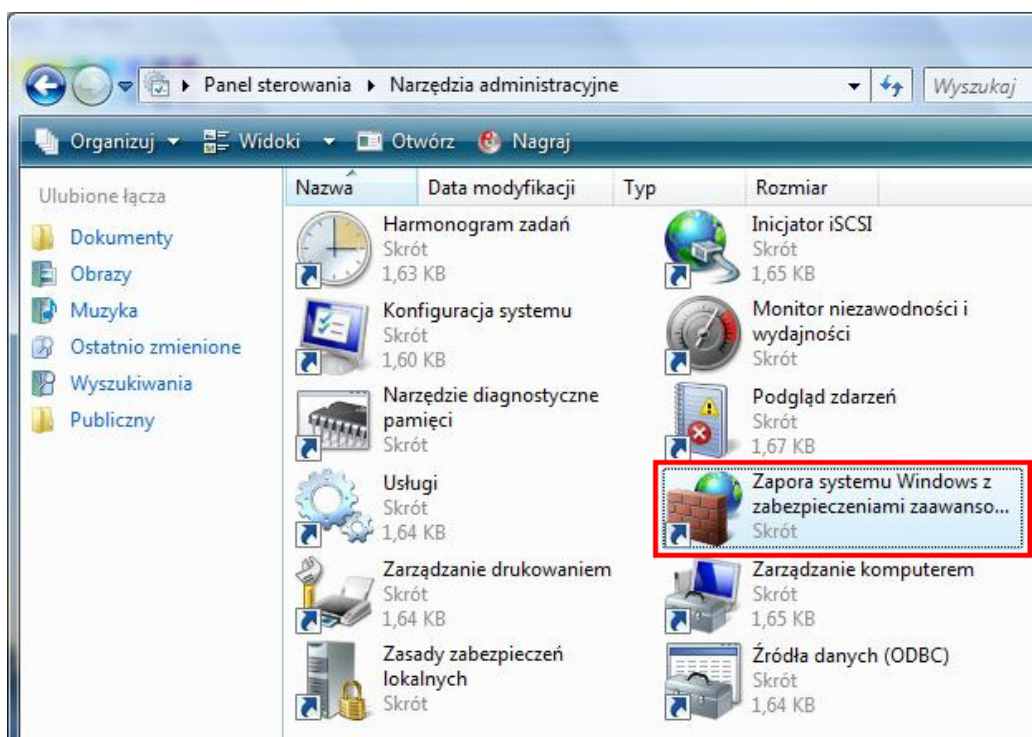 Panel sterowania ▸ Narzędzia administracyjne
Wyszukaj
Organizuj Widoki Otwórz Nagraj
Ulubione łącza
Dokumenty
Obrazy
Muzyka
Ostatnio zmienione
Wyszukiwania
Publiczny
Nazwa Data modyfikacji Typ Rozmiar
Harmonogram zadań
Skrót
1,63 KB
Inicjator iSCSI
Skrót
1,65 KB
Konfiguracja systemu
Skrót
1,60 KB
Monitor niezawodności i
wydajności
Skrót
Narzędzie diagnostyczne
pamięci
Skrót
Podgląd zdarzeń
Skrót
1,67 KB
Usługi
Skrót
1,64 KB
Zapora systemu Windows z
zabezpieczeniami zaawanso...
Skrót
Zarządzanie drukowaniem
Skrót
1,64 KB
Zarządzanie komputerem
Skrót
1,65 KB
Zasady zabezpieczeń
lokalnych
Skrót
Źródła danych (ODBC)
Skrót
1,64 KB